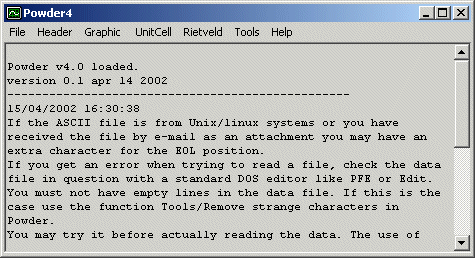 Powder4
File Header Graphic UnitCell Rietveld Tools Help
Powder v4.0 loaded.
version 0.1 apr 14 2002
--------------------------------------------------
15/04/2002 16:30:38
If the ASCII file is from Unix/linux systems or you have
received the file by e-mail as an attachment you may have an
extra character for the EOL position.
If you get an error when trying to read a file, check the data
file in question with a standard DOS editor like PFE or Edit.
You must not have empty lines in the data file. If this is the
case use the function Tools/Remove strange characters in
Powder.
You may try it before actually reading the data. The use of